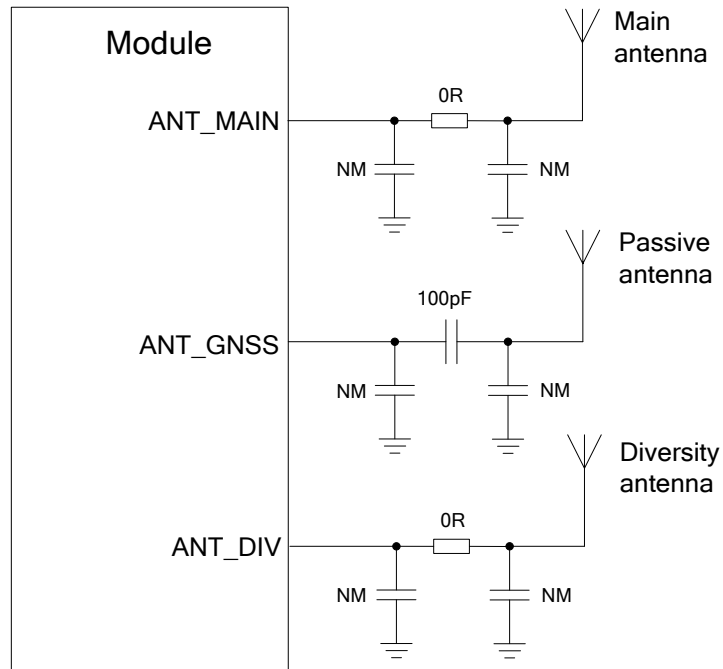 Module
Main
antenna
0R
ANT_MAIN
NM
NM
Passive
antenna
100pF
ANT_GNSS
NM
NM
Diversity
antenna
0R
ANT_DIV
NM
NM